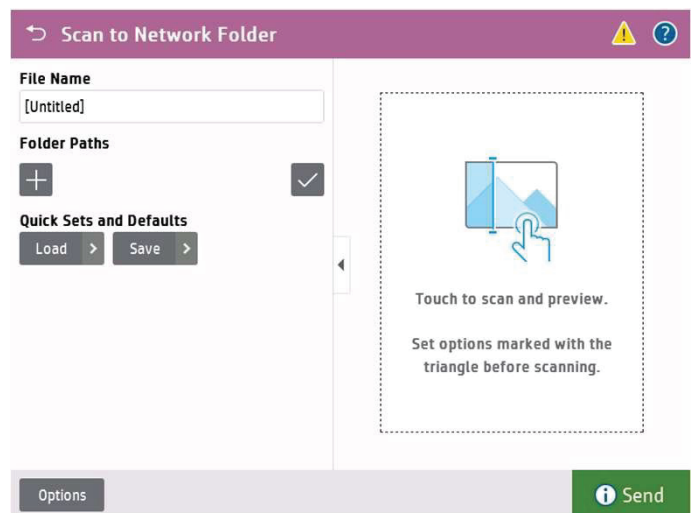 Scan to Network Folder
File Name
[Untitled]
Folder Paths
Quick Sets and Defaults
Load
Save
Touch to scan and preview.
Set options marked with the
triangle before scanning.
Options
Send